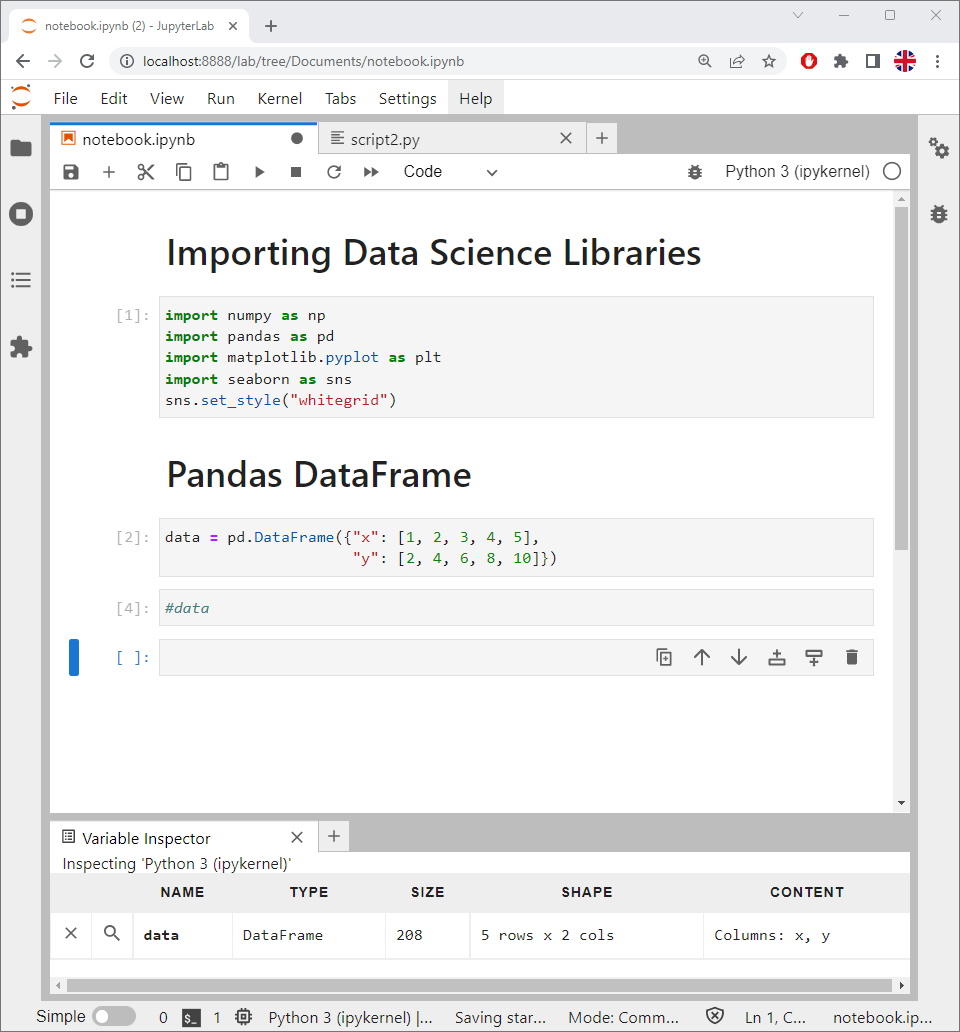 notebook.ipynb (2) - JupyterLab
localhost:8888/lab/tree/Documents/notebook.ipynb
File Edit View Run Kernel Tabs Settings Help
notebook.ipynb script2.py
Code Python 3 (ipykernel)
Importing Data Science Libraries
[1]: import numpy as np
import pandas as pd
import matplotlib.pyplot as plt
import seaborn as sns
sns.set_style("whitegrid")
Pandas DataFrame
[2]: data = pd.DataFrame({"x": [1, 2, 3, 4, 5],
"y": [2, 4, 6, 8, 10]})
[4]: #data
[ ]:
Variable Inspector
Inspecting 'Python 3 (ipykernel)'
NAME TYPE SIZE SHAPE CONTENT
data DataFrame 208 5 rows x 2 cols Columns: x, y
Simple 0 $_ 1 Python 3 (ipykernel) |... Saving star... Mode: Comm... Ln 1, C... notebook.ip...